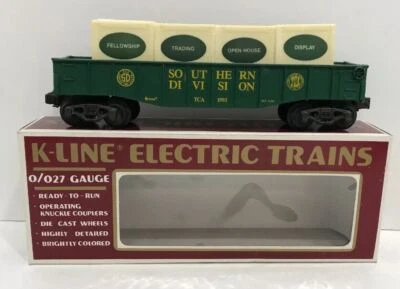 FELLOWSHIP
TRADING
OPEN HOUSE
DISPLAY
SOUTHERN
DIVISION
TCA 1991
K-LINE® ELECTRIC TRAINS
O/027 GAUGE
• READY-TO-RUN
• OPERATING
KNUCKLE COUPLERS
• DIE CAST WHEELS
• HIGHLY DETAILED
• BRIGHTLY COLORED